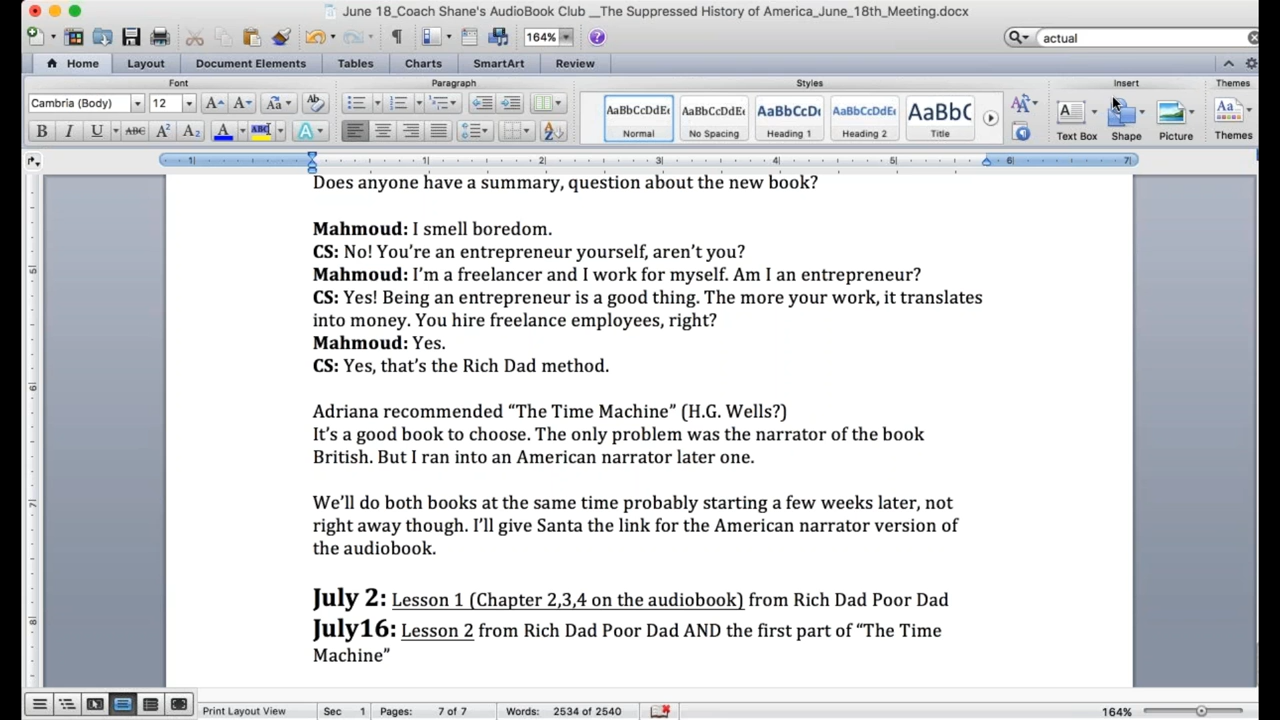 June 18_Coach Shane's AudioBook Club __The Suppressed History of America_June_18th_Meeting.docx
164%
actual
Home Layout Document Elements Tables Charts SmartArt Review
Font Paragraph Styles Insert Themes
Cambria (Body) 12
AaBbCcDdEe AaBbCcDdEe AaBbCcDc AaBbCcDdEe AaBbC
Normal No Spacing Heading 1 Heading 2 Title
Text Box Shape Picture Themes
Does anyone have a summary, question about the new book?
Mahmoud: I smell boredom.
CS: No! You’re an entrepreneur yourself, aren’t you?
Mahmoud: I’m a freelancer and I work for myself. Am I an entrepreneur?
CS: Yes! Being an entrepreneur is a good thing. The more your work, it translates
into money. You hire freelance employees, right?
Mahmoud: Yes.
CS: Yes, that’s the Rich Dad method.
Adriana recommended “The Time Machine” (H.G. Wells?)
It’s a good book to choose. The only problem was the narrator of the book
British. But I ran into an American narrator later one.
We’ll do both books at the same time probably starting a few weeks later, not
right away though. I’ll give Santa the link for the American narrator version of
the audiobook.
July 2: Lesson 1 (Chapter 2,3,4 on the audiobook) from Rich Dad Poor Dad
July16: Lesson 2 from Rich Dad Poor Dad AND the first part of “The Time
Machine”
Print Layout View Sec 1 Pages: 7 of 7 Words: 2534 of 2540 164%